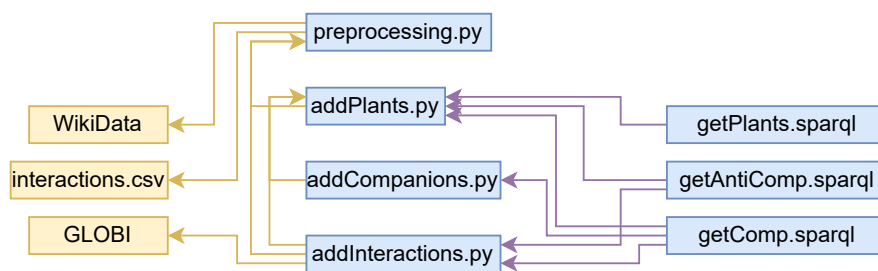 preprocessing.py
addPlants.py
WikiData
getPlants.sparql
interactions.csv
addCompanions.py
getAntiComp.sparql
GLOBI
addInteractions.py
getComp.sparql